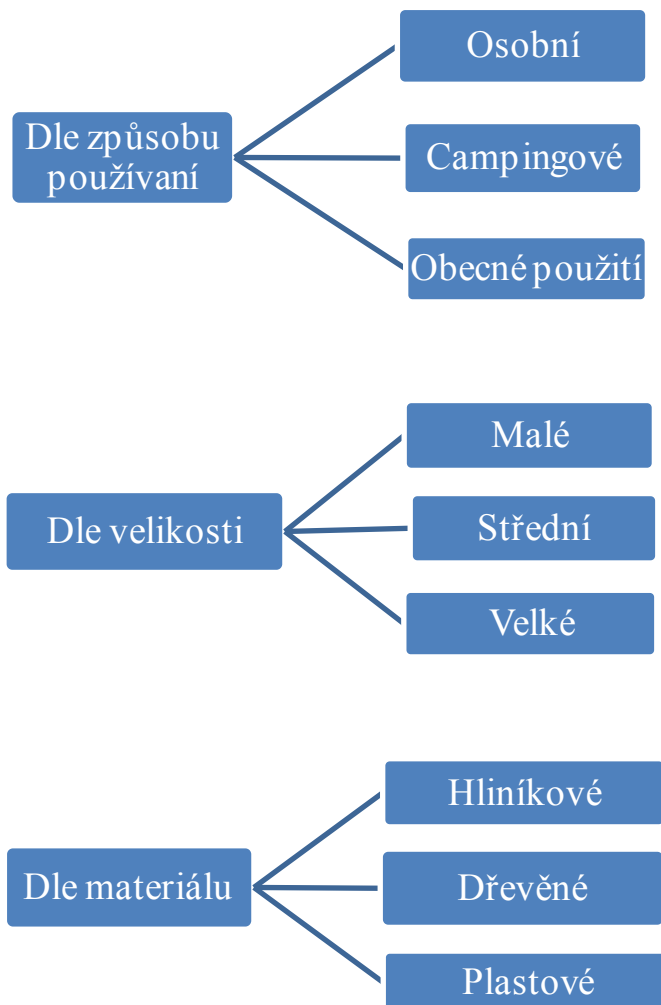 Osobní
Dle způsobu
používaní
Campingové
Obecné použití
Malé
Dle velikosti
Střední
Velké
Hliníkové
Dle materiálu
Dřevěné
Plastové